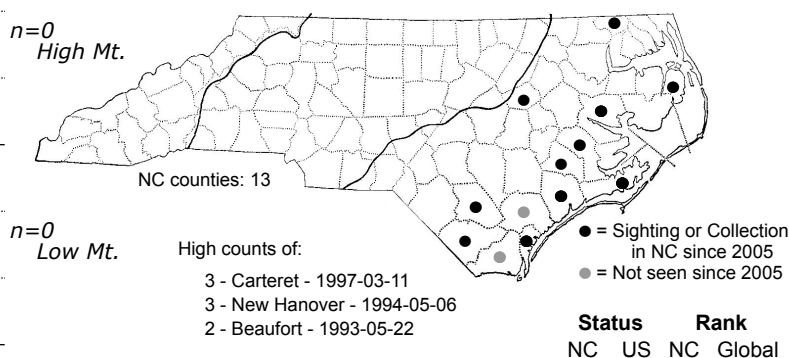 n=0
High Mt.
NC counties: 13
n=0
Low Mt.
High counts of:
3 - Carteret - 1997-03-11
3 - New Hanover - 1994-05-06
2 - Beaufort - 1993-05-22
= Sighting or Collection
in NC since 2005
= Not seen since 2005
Status Rank
NC US NC Global